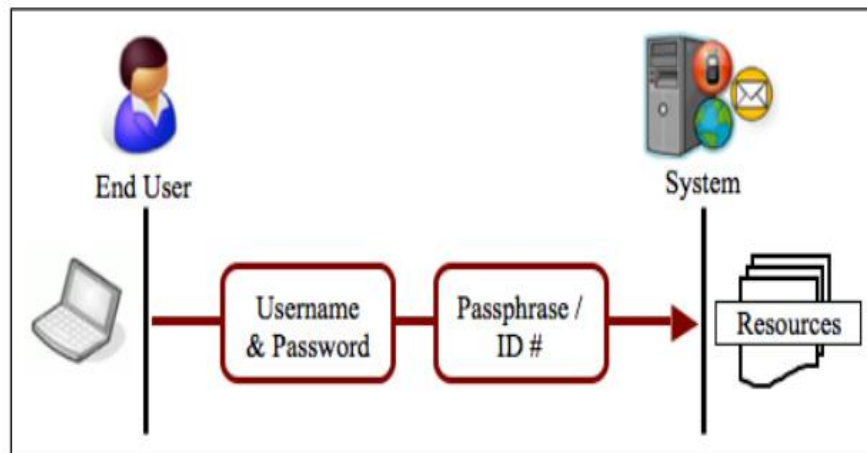 End User
System
Username
& Password
Passphrase /
ID #
Resources